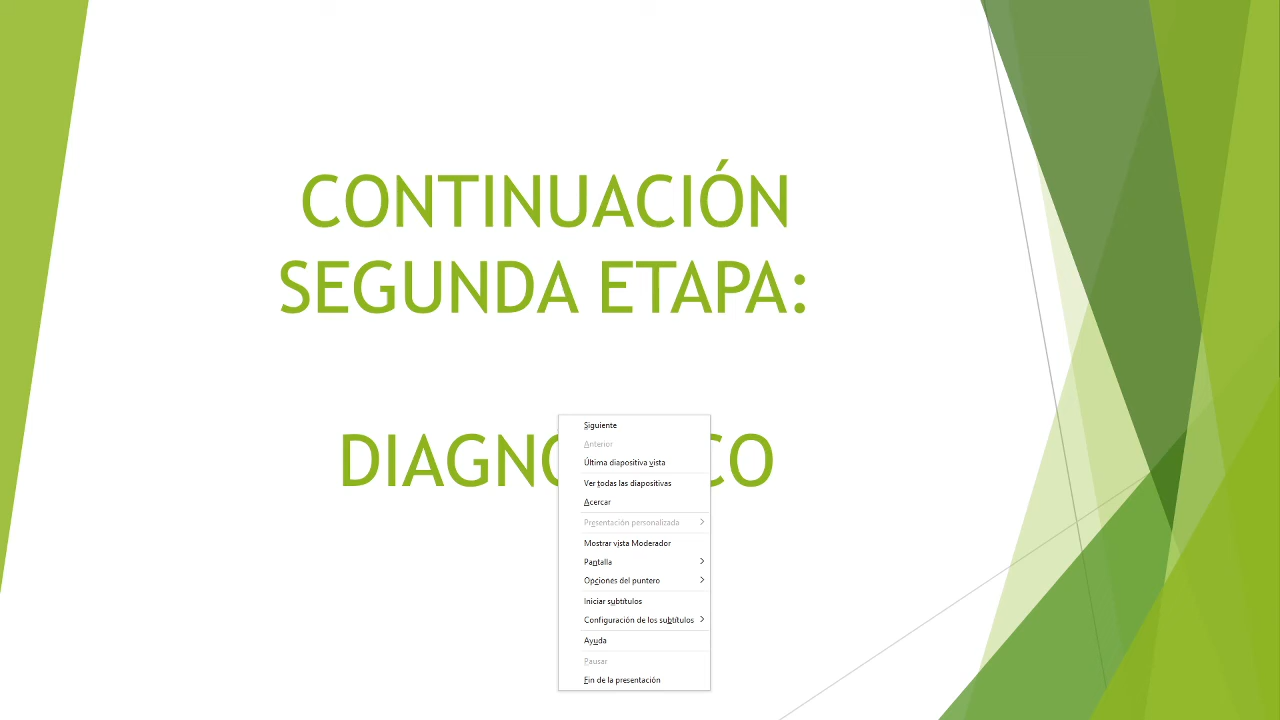 CONTINUACIÓN
SEGUNDA ETAPA:
Siguiente
Anterior
Última diapositiva vista
Ver todas las diapositivas
Acercar
Presentación personalizada
Mostrar vista Moderador
Pantalla
Opciones del puntero
Iniciar subtítulos
Configuración de los subtítulos
Ayuda
Pausar
Fin de la presentación